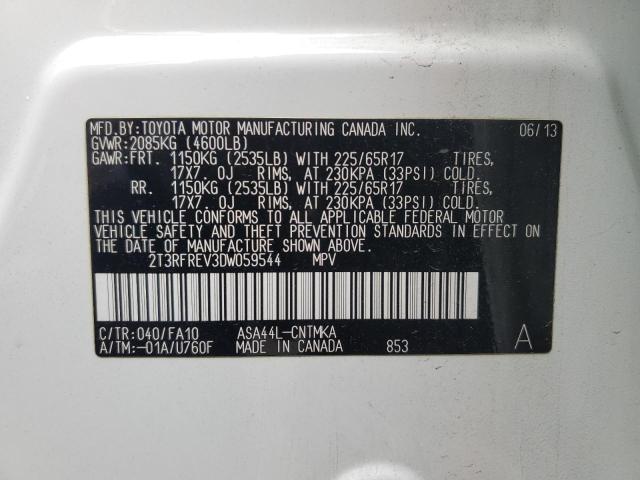 MFD.BY:TOYOTA MOTOR MANUFACTURING CANADA INC. 06/13
GVWR:2085KG (4600LB)
GAWR:FRT. 1150KG (2535LB) WITH 225/65R17 TIRES,
17X7. 0J RIMS, AT 230KPA (33PSI) COLD.
RR. 1150KG (2535LB) WITH 225/65R17 TIRES,
17X7. 0J RIMS, AT 230KPA (33PSI) COLD.
THIS VEHICLE CONFORMS TO ALL APPLICABLE FEDERAL MOTOR
VEHICLE SAFETY AND THEFT PREVENTION STANDARDS IN EFFECT ON
THE DATE OF MANUFACTURE SHOWN ABOVE.
2T3RFREV3DW059544 MPV
C/TR:040/FA10 ASA44L-CNTMKA
A/TM:-01A/U760F MADE IN CANADA 853 A